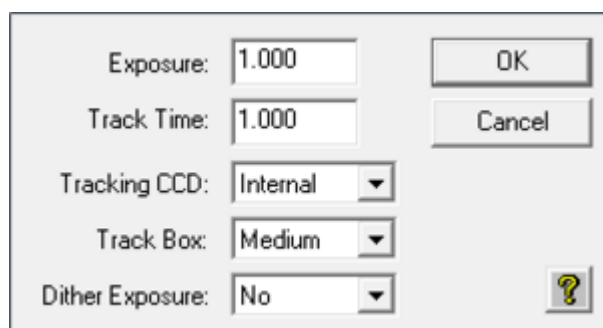 Exposure: 1.000 OK
Track Time: 1.000 Cancel
Tracking CCD: Internal
Track Box: Medium
Dither Exposure: No ?